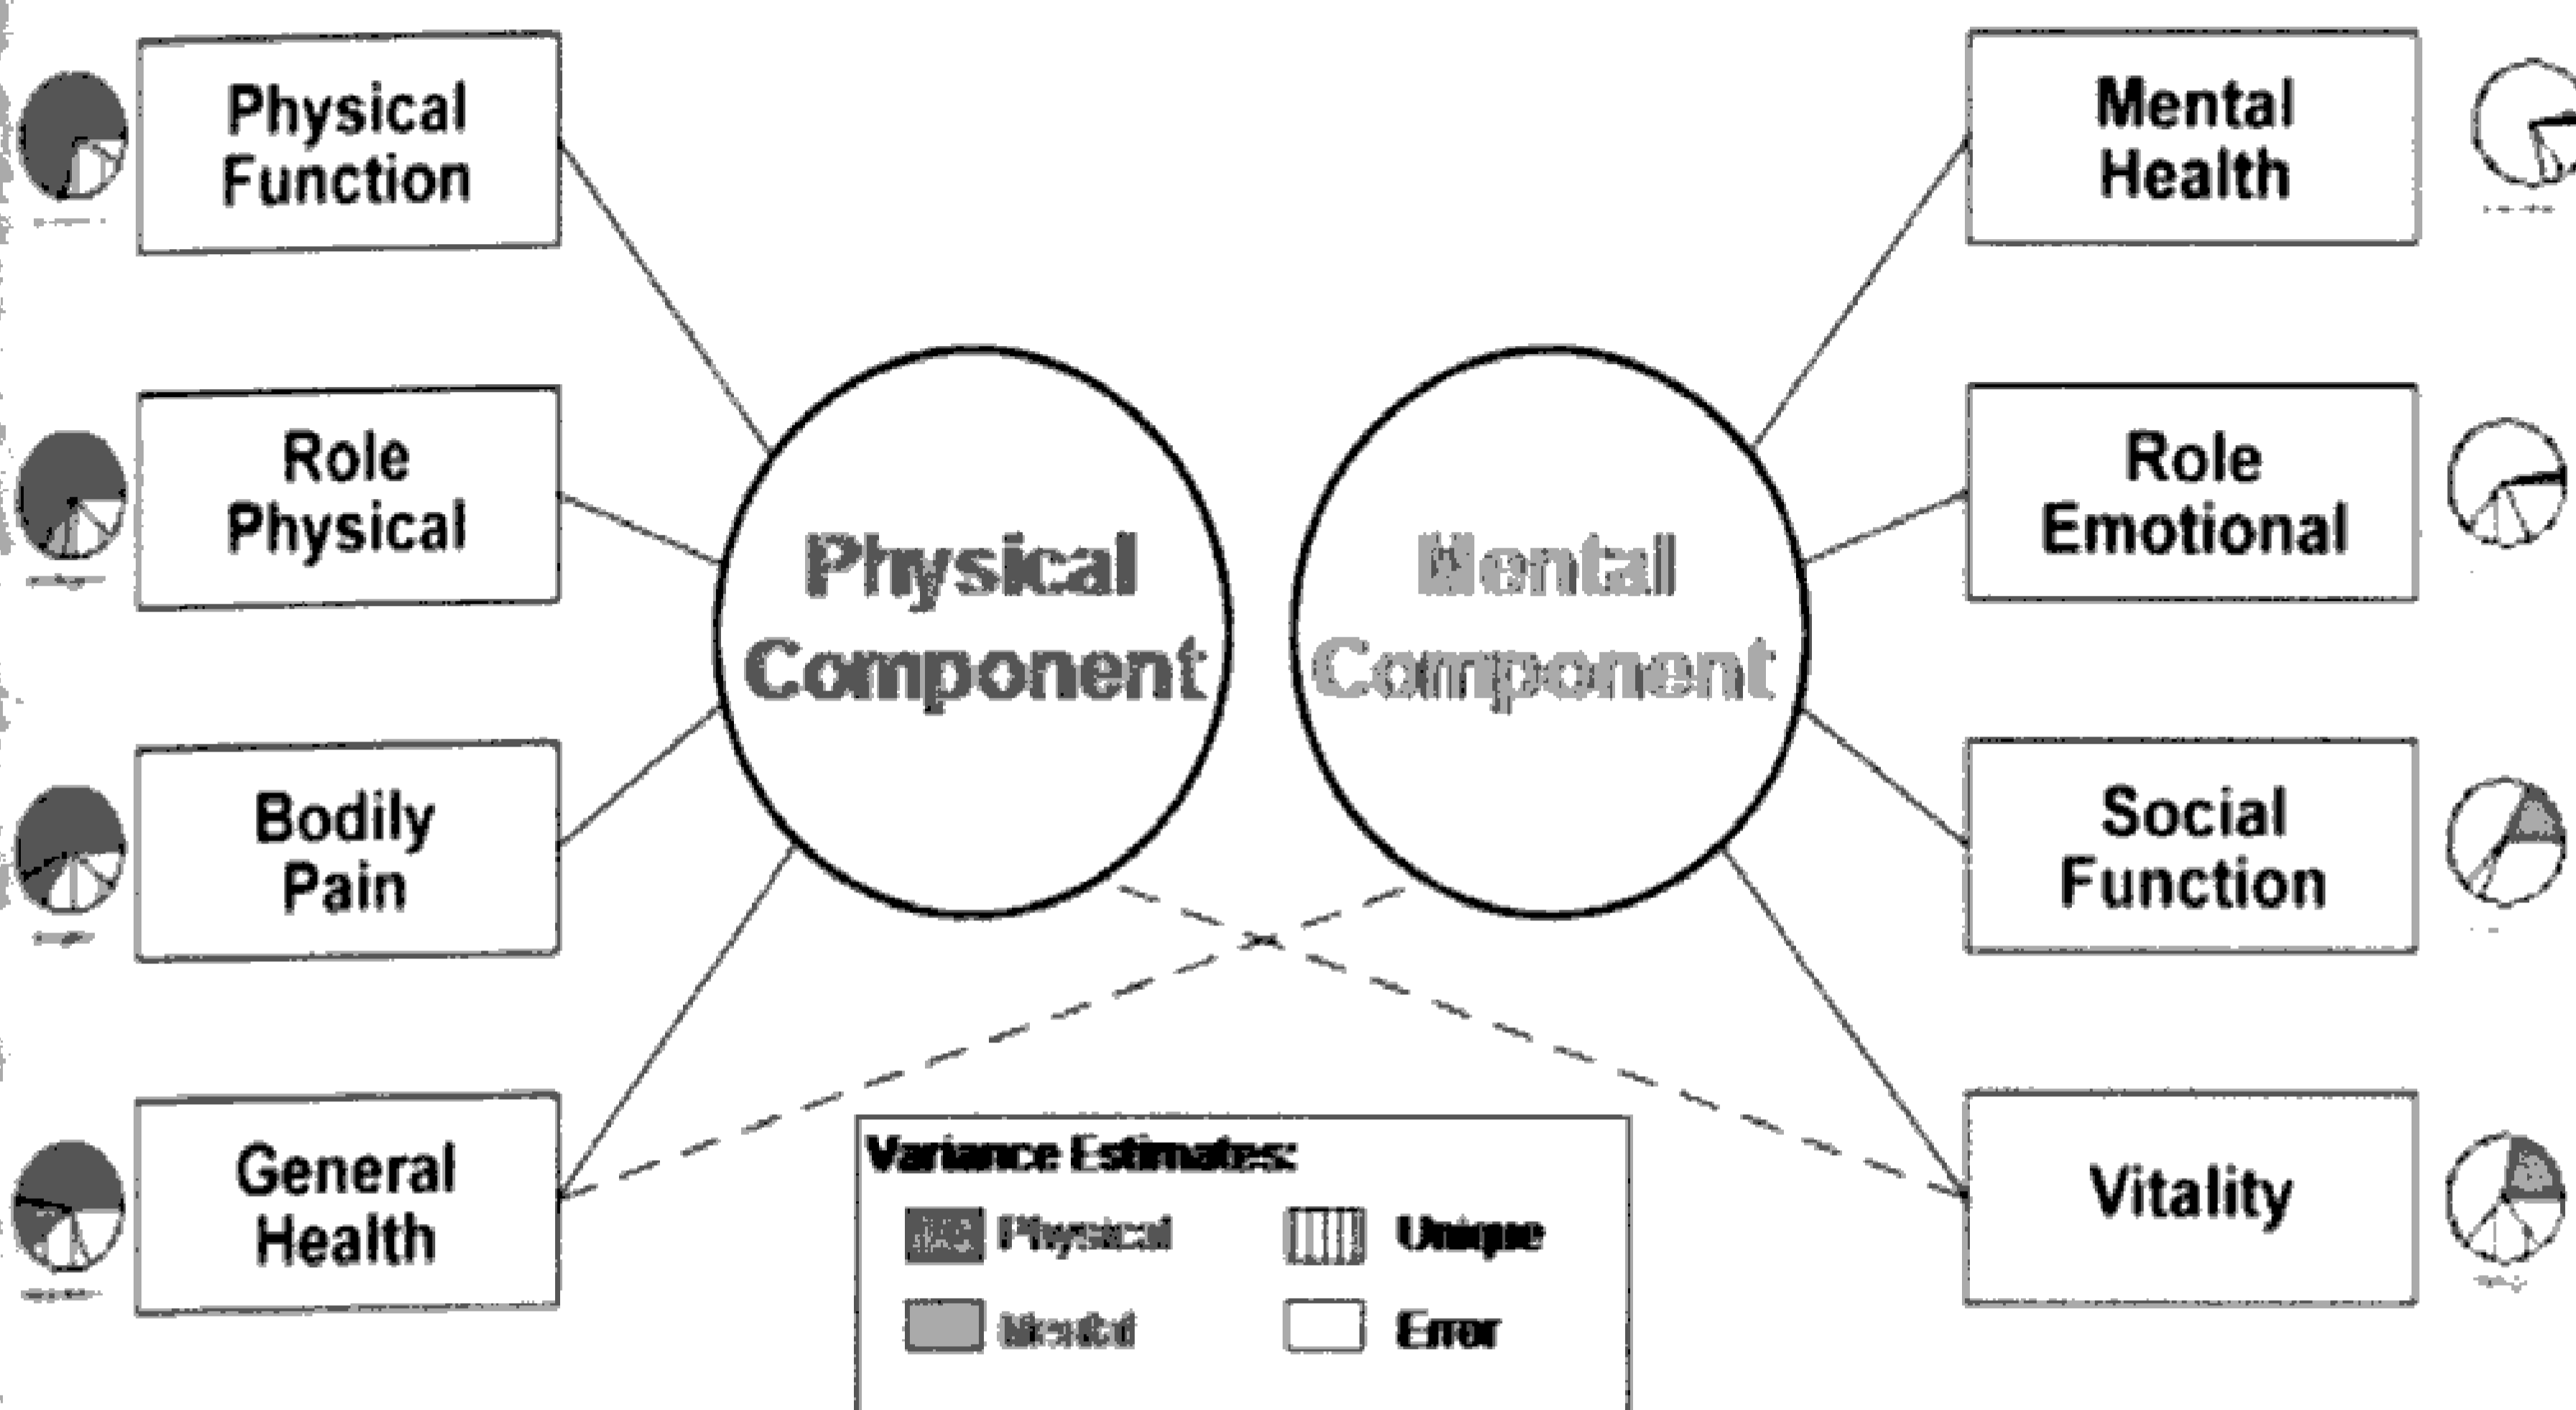 Physical
Function
Role
Physical
Bodily
Pain
General
Health
Physical
Component
Mental
Component
Mental
Health
Role
Emotional
Social
Function
Vitality
Variance Estimates:
Physical
Unique
Mental
Error